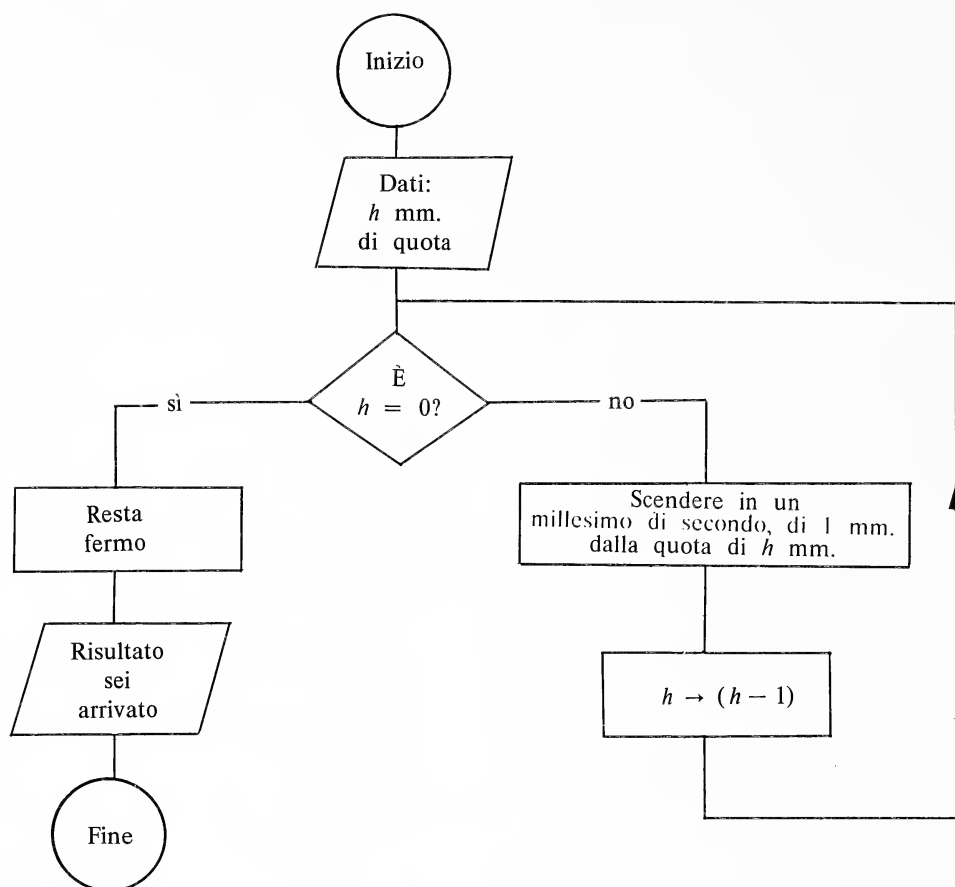 Inizio
Dati:
h mm.
di quota
È
h = 0?
sì
no
Resta
fermo
Scendere in un
millesimo di secondo, di 1 mm.
dalla quota di h mm.
Risultato
sei
arrivato
h → (h − 1)
Fine